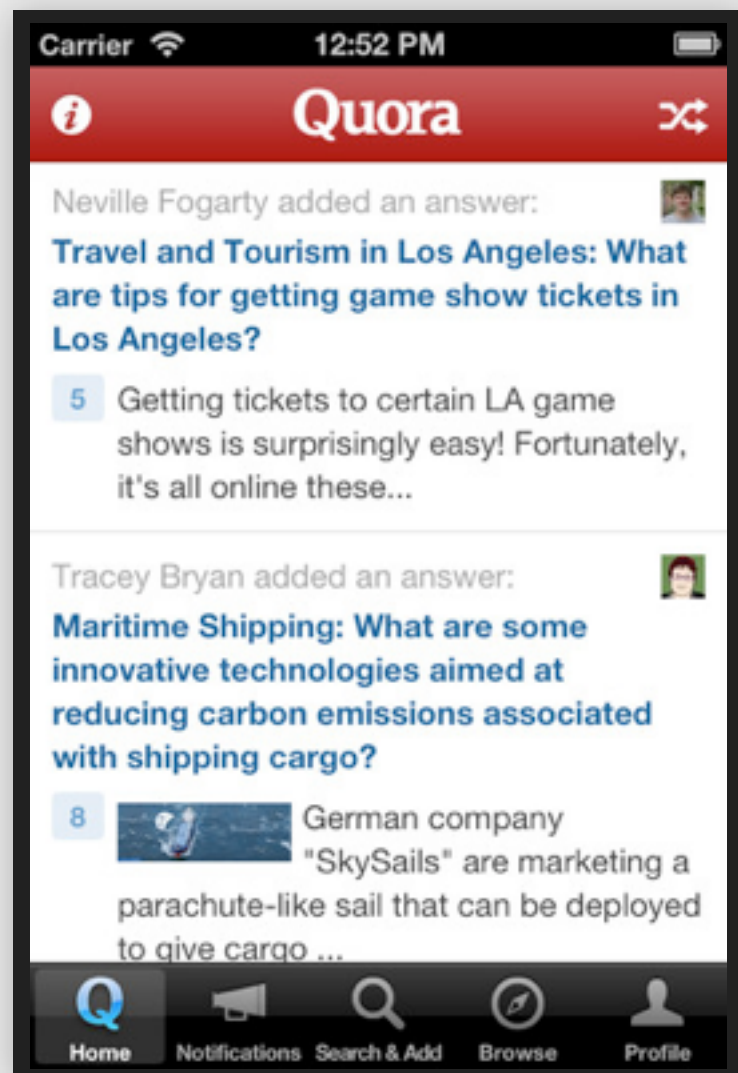 Carrier 12:52 PM
Quora
Neville Fogarty added an answer:
Travel and Tourism in Los Angeles: What
are tips for getting game show tickets in
Los Angeles?
5 Getting tickets to certain LA game
shows is surprisingly easy! Fortunately,
it's all online these...
Tracey Bryan added an answer:
Maritime Shipping: What are some
innovative technologies aimed at
reducing carbon emissions associated
with shipping cargo?
8 German company
"SkySails" are marketing a
parachute-like sail that can be deployed
to give cargo ...
Q
Home Notifications Search & Add Browse Profile